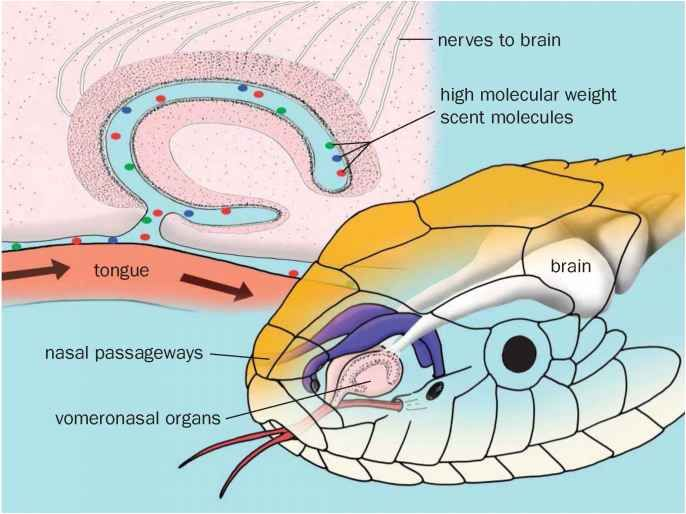 nerves to brain
high molecular weight
scent molecules
tongue
brain
nasal passageways
vomeronasal organs